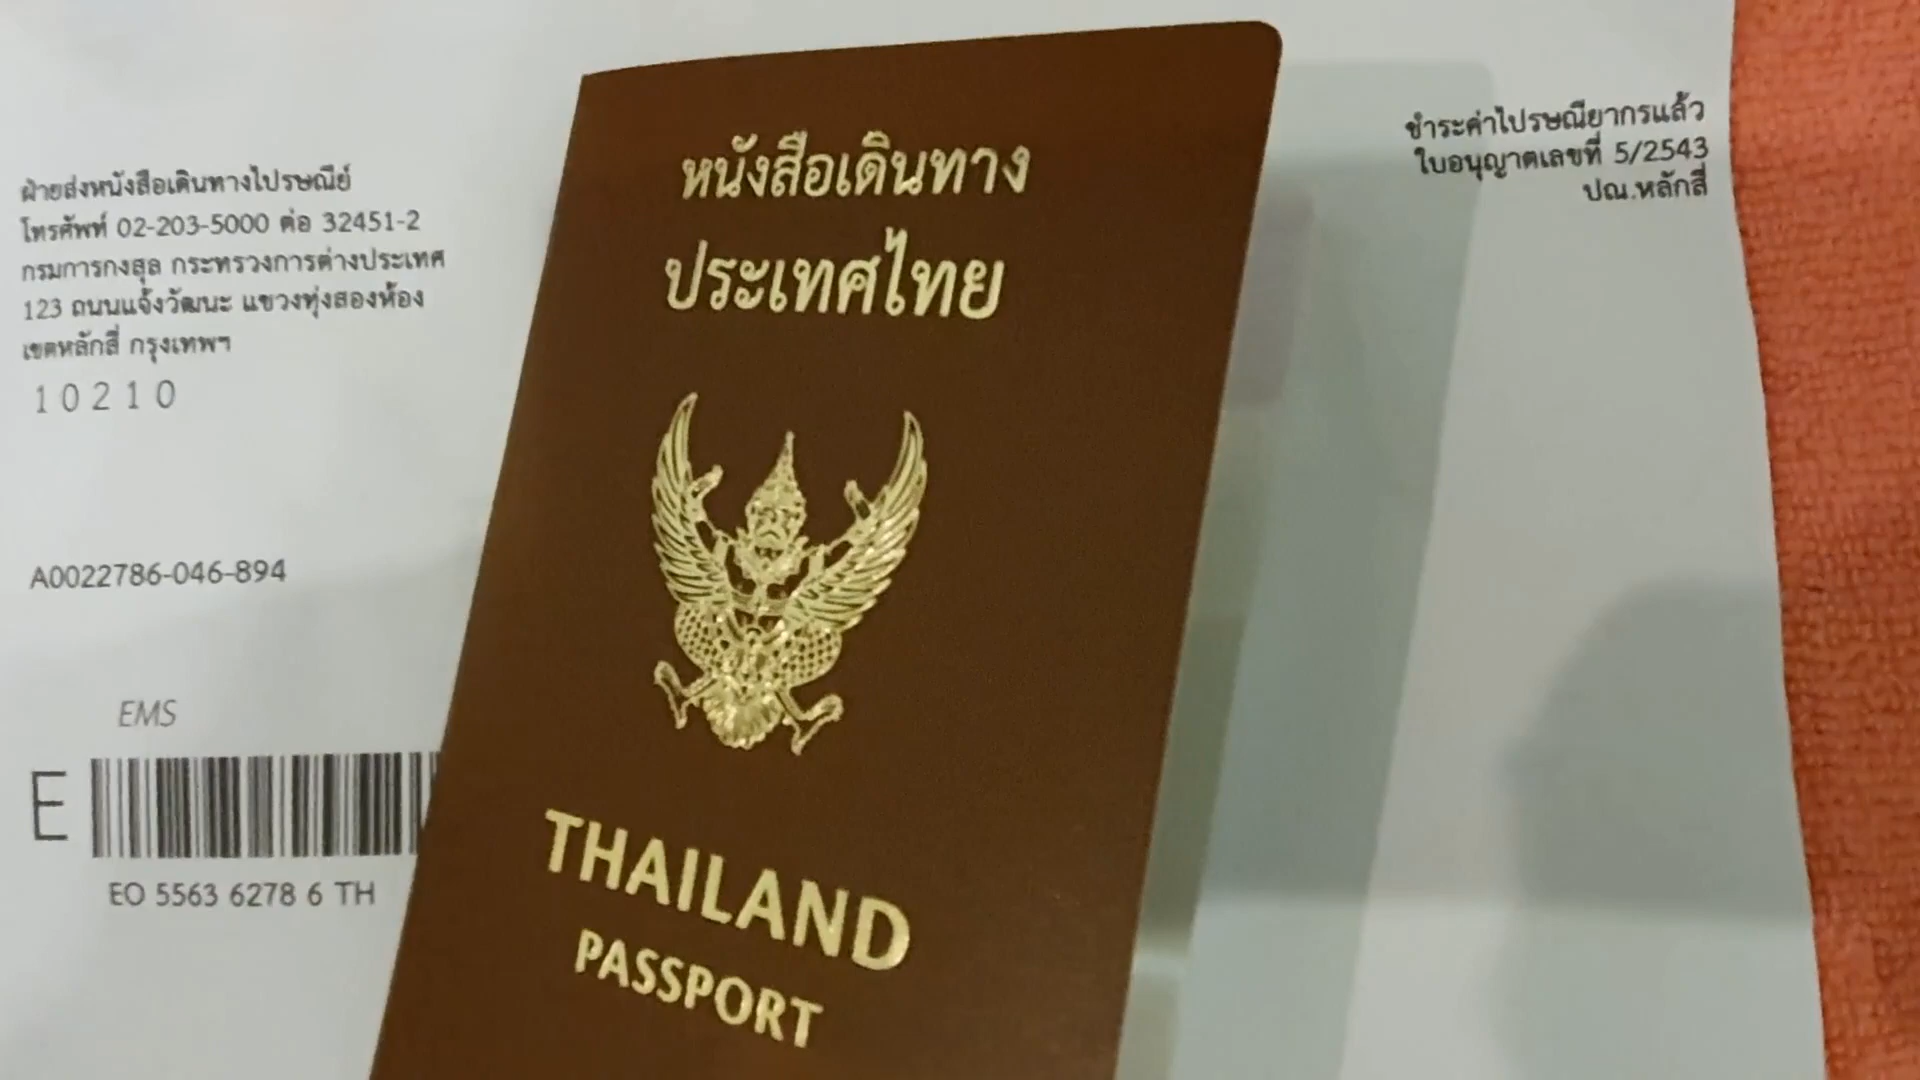 ฝ่ายส่งหนังสือเดินทางไปรษณีย์
โทรศัพท์ 02-203-5000 ต่อ 32451-2
กรมการกงสุล กระทรวงการต่างประเทศ
123 ถนนแจ้งวัฒนะ แขวงทุ่งสองห้อง
เขตหลักสี่ กรุงเทพฯ
10210
A0022786-046-894
EMS
E
EO 5563 6278 6 TH
หนังสือเดินทาง
ประเทศไทย
THAILAND
PASSPORT
ชำระค่าไปรษณียากรแล้ว
ใบอนุญาตเลขที่ 5/2543
ปณ.หลักสี่